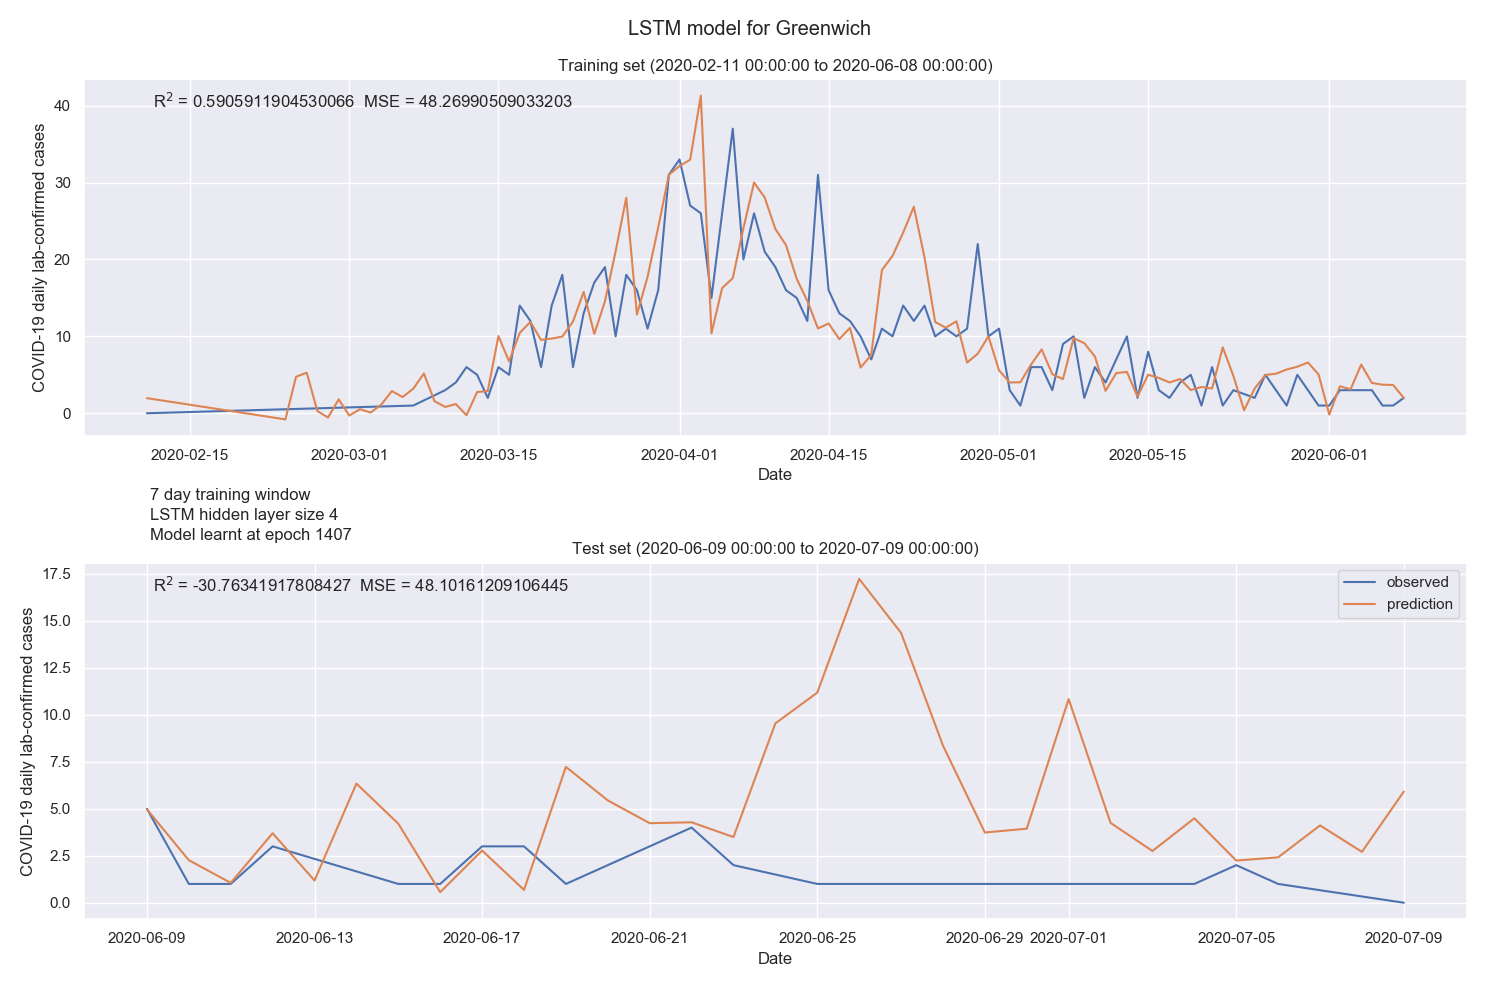 LSTM model for Greenwich
Training set (2020-02-11 00:00:00 to 2020-06-08 00:00:00)
R² = 0.5905911904530066  MSE = 48.26990509033203
COVID-19 daily lab-confirmed cases
40
30
20
10
0
2020-02-15 2020-03-01 2020-03-15 2020-04-01 2020-04-15 2020-05-01 2020-05-15 2020-06-01
Date
7 day training window
LSTM hidden layer size 4
Model learnt at epoch 1407
Test set (2020-06-09 00:00:00 to 2020-07-09 00:00:00)
R² = -30.76341917808427  MSE = 48.10161209106445
observed
prediction
COVID-19 daily lab-confirmed cases
17.5
15.0
12.5
10.0
7.5
5.0
2.5
0.0
2020-06-09 2020-06-13 2020-06-17 2020-06-21 2020-06-25 2020-06-29 2020-07-01 2020-07-05 2020-07-09
Date